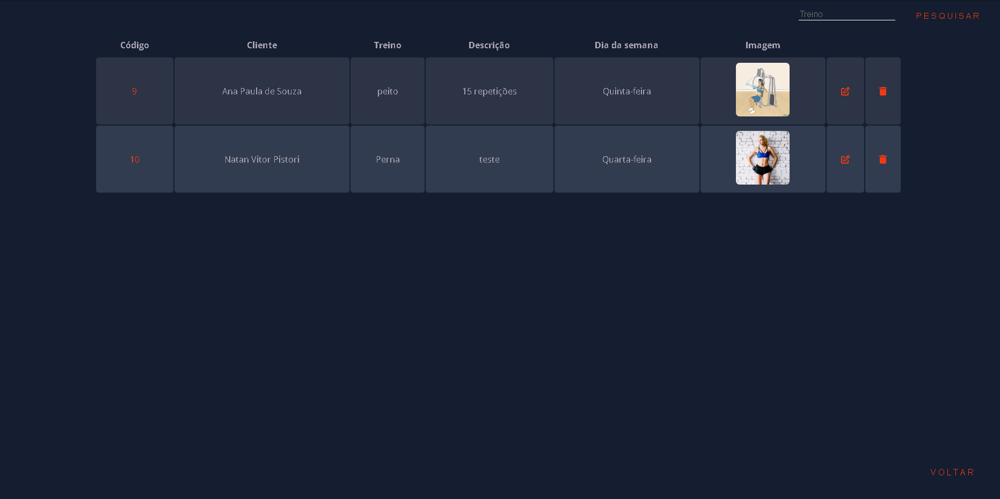 Treino
PESQUISAR
Código Cliente Treino Descrição Dia da semana Imagem
9 Ana Paula de Souza peito 15 repetições Quinta-feira
10 Natan Vitor Pistori Perna teste Quarta-feira
VOLTAR